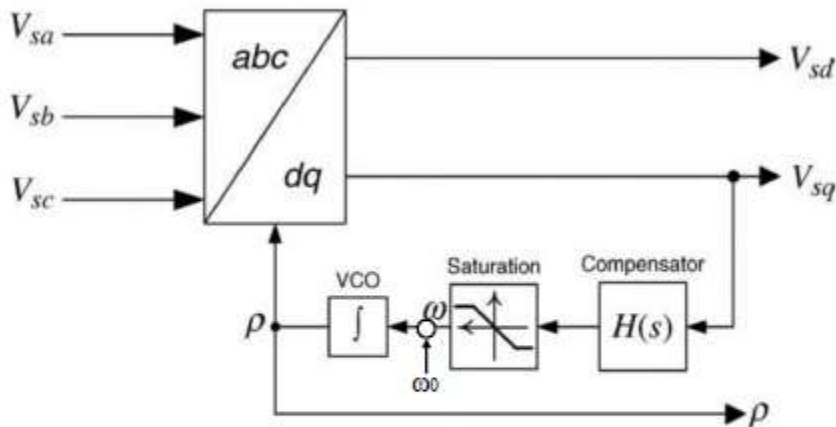 V_sa
abc
V_sd
V_sb
V_sc
dq
V_sq
VCO
Saturation
Compensator
ρ
∫
ω
H(s)
ω0
ρ